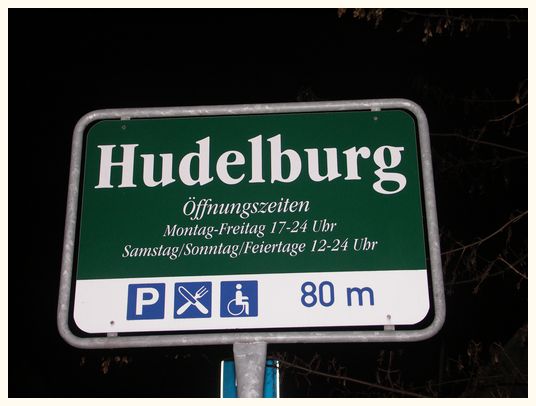 Hudelburg
Öffnungszeiten
Montag-Freitag 17-24 Uhr
Samstag/Sonntag/Feiertage 12-24 Uhr
P 80 m